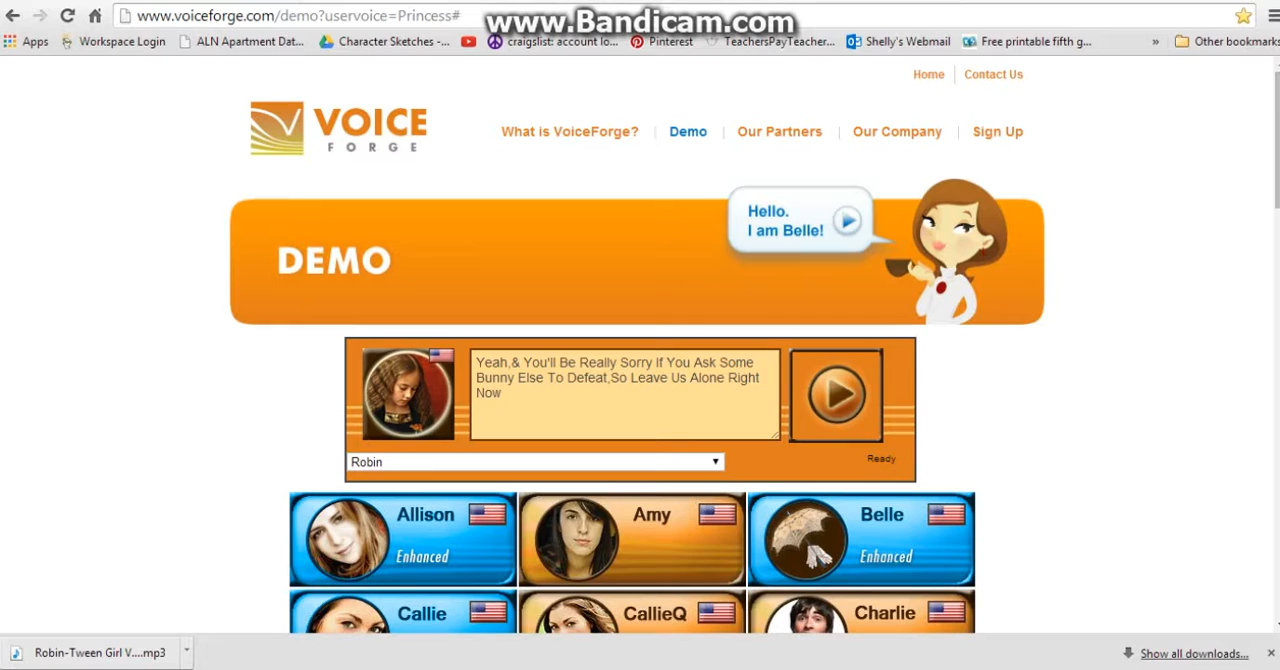 www.voiceforge.com/demo?uservoice=Princess#
www.Bandicam.com
Apps Workspace Login ALN Apartment Dat... Character Sketches -... craigslist: account lo... Pinterest TeachersPayTeacher... Shelly's Webmail Free printable fifth g... » Other bookmarks
Home Contact Us
VOICE
FORGE
What is VoiceForge? Demo Our Partners Our Company Sign Up
Hello.
I am Belle!
DEMO
Yeah,& You'll Be Really Sorry If You Ask Some
Bunny Else To Defeat,So Leave Us Alone Right
Now
Robin
Ready
Allison Amy Belle
Enhanced Enhanced
Callie CallieQ Charlie
Robin-Tween Girl V....mp3
Show all downloads...